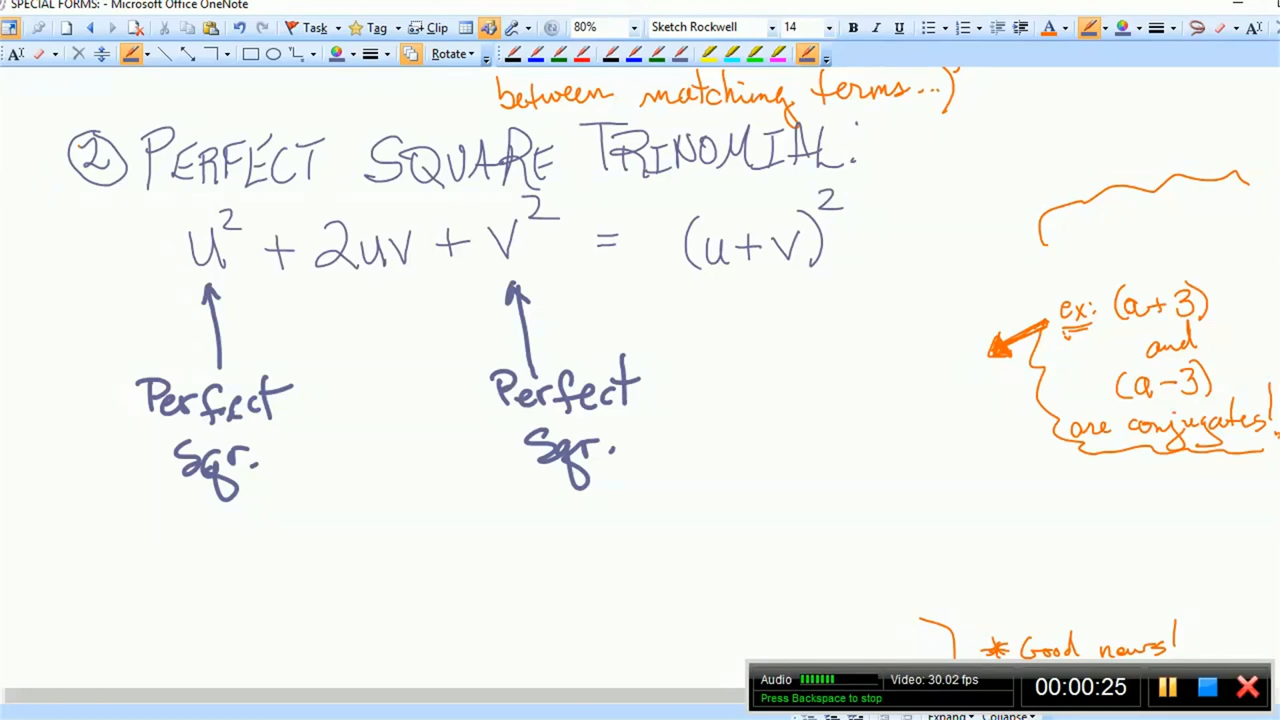 SPECIAL FORMS: - Microsoft Office OneNote
Task Tag Clip 80% Sketch Rockwell 14 B I U
Rotate
between matching terms...)
② PERFECT SQUARE TRINOMIAL:
u² + 2uv + v² = (u+v)²
Perfect
Sqr.
Perfect
Sqr.
ex: (a+3)
and
(a-3)
are conjugates!
* Good news!
Audio Video: 30.02 fps 00:00:25
Press Backspace to stop
Expand Collapse